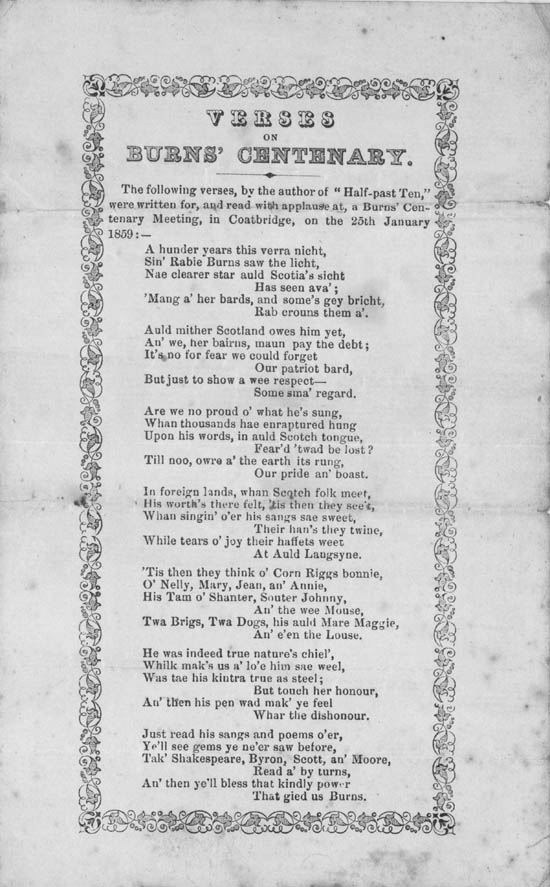 VERSES
ON
BURNS' CENTENARY.
The following verses, by the author of "Half-past Ten,"
were written for, and read with applause at, a Burns' Cen-
tenary Meeting, in Coatbridge, on the 25th January
1859:—
A hunder years this verra nicht,
Sin' Rabie Burns saw the licht,
Nae clearer star auld Scotia's sicht
Has seen ava';
'Mang a' her bards, and some's gey bricht,
Rab crouns them a'.
Auld mither Scotland owes him yet,
An' we, her bairns, maun pay the debt;
It's no for fear we could forget
Our patriot bard,
But just to show a wee respect—
Some sma' regard.
Are we no proud o' what he's sung,
Whan thousands hae enraptured hung
Upon his words, in auld Scotch tongue,
Fear'd 'twad be lost?
Till noo, owre a' the earth its rung,
Our pride an' boast.
In foreign lands, whan Scotch folk meet,
His worth's there felt, 'tis then they see't,
Whan singin' o'er his sangs sae sweet,
Their han's they twine,
While tears o' joy their haffets weet
At Auld Langsyne.
'Tis then they think o' Corn Riggs bonnie,
O' Nelly, Mary, Jean, an' Annie,
His Tam o' Shanter, Souter Johnny,
An' the wee Mouse,
Twa Brigs, Twa Dogs, his auld Mare Maggie,
An' e'en the Louse.
He was indeed true nature's chiel',
Whilk mak's us a' lo'e him sae weel,
Was tae his kintra true as steel;
But touch her honour,
An' then his pen wad mak' ye feel
Whar the dishonour.
Just read his sangs and poems o'er,
Ye'll see gems ye ne'er saw before,
Tak' Shakespeare, Byron, Scott, an' Moore,
Read a' by turns,
An' then ye'll bless that kindly power
That gied us Burns.